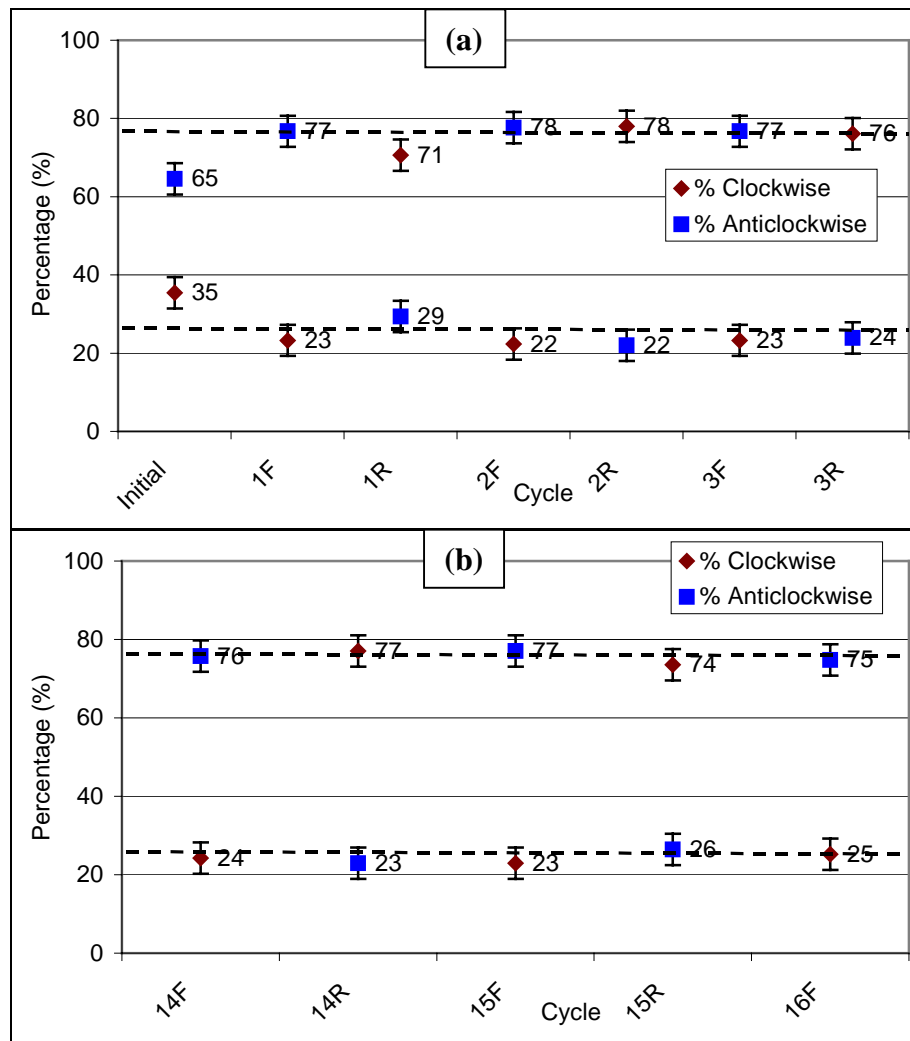 (a)
100
80
60
40
20
0
Percentage (%)
65
35
77
23
71
29
78
22
78
22
77
23
76
24
% Clockwise
% Anticlockwise
Initial
1F
1R
2F
2R
3F
3R
Cycle
(b)
100
80
60
40
20
0
Percentage (%)
% Clockwise
% Anticlockwise
76
24
77
23
77
23
74
26
75
25
14F
14R
15F
15R
16F
Cycle